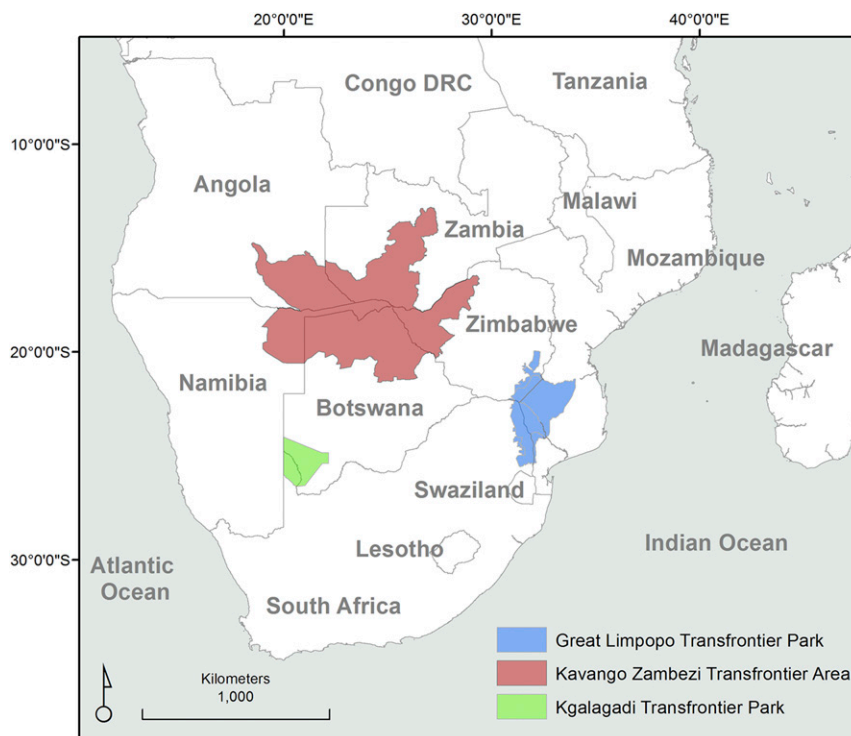 20°0'0"E
30°0'0"E
40°0'0"E
Congo DRC
Tanzania
10°0'0"S
Angola
Malawi
Zambia
Mozambique
Zimbabwe
20°0'0"S
Madagascar
Namibia
Botswana
Swaziland
Lesotho
Indian Ocean
30°0'0"S
Atlantic
Ocean
South Africa
Great Limpopo Transfrontier Park
Kavango Zambezi Transfrontier Area
Kgalagadi Transfrontier Park
Kilometers
1,000